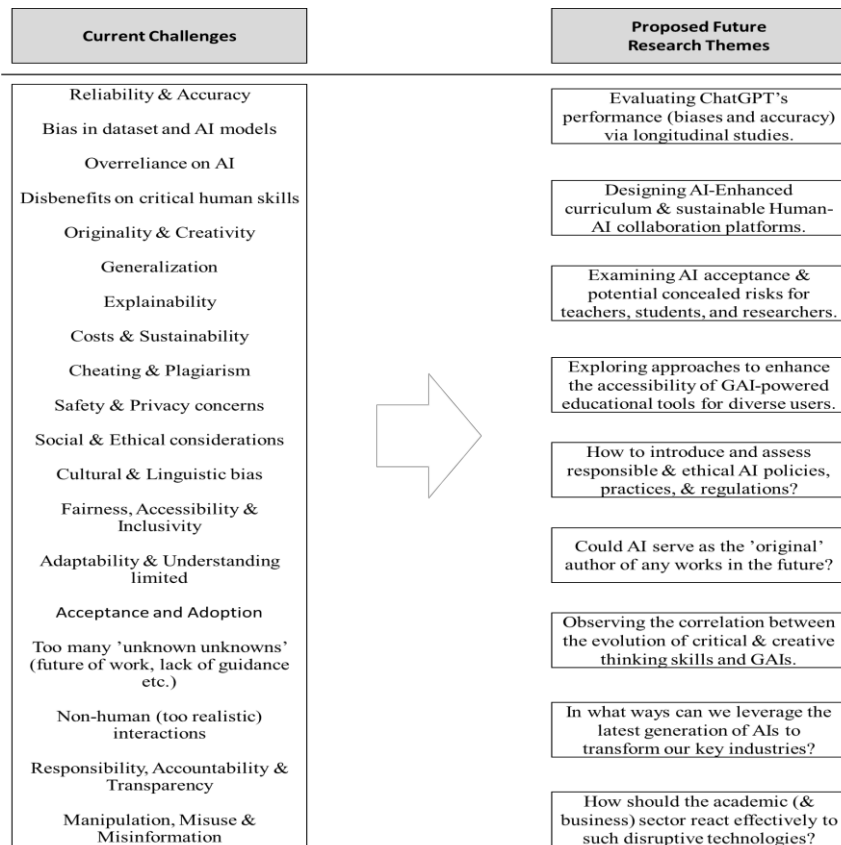 Current Challenges
Reliability & Accuracy
Bias in dataset and AI models
Overreliance on AI
Disbenefits on critical human skills
Originality & Creativity
Generalization
Explainability
Costs & Sustainability
Cheating & Plagiarism
Safety & Privacy concerns
Social & Ethical considerations
Cultural & Linguistic bias
Fairness, Accessibility &
Inclusivity
Adaptability & Understanding
limited
Acceptance and Adoption
Too many 'unknown unknowns'
(future of work, lack of guidance
etc.)
Non-human (too realistic)
interactions
Responsibility, Accountability &
Transparency
Manipulation, Misuse &
Misinformation
Proposed Future
Research Themes
Evaluating ChatGPT's
performance (biases and accuracy)
via longitudinal studies.
Designing AI-Enhanced
curriculum & sustainable Human-
AI collaboration platforms.
Examining AI acceptance &
potential concealed risks for
teachers, students, and researchers.
Exploring approaches to enhance
the accessibility of GAI-powered
educational tools for diverse users.
How to introduce and assess
responsible & ethical AI policies,
practices, & regulations?
Could AI serve as the 'original'
author of any works in the future?
Observing the correlation between
the evolution of critical & creative
thinking skills and GAIs.
In what ways can we leverage the
latest generation of AIs to
transform our key industries?
How should the academic (&
business) sector react effectively to
such disruptive technologies?